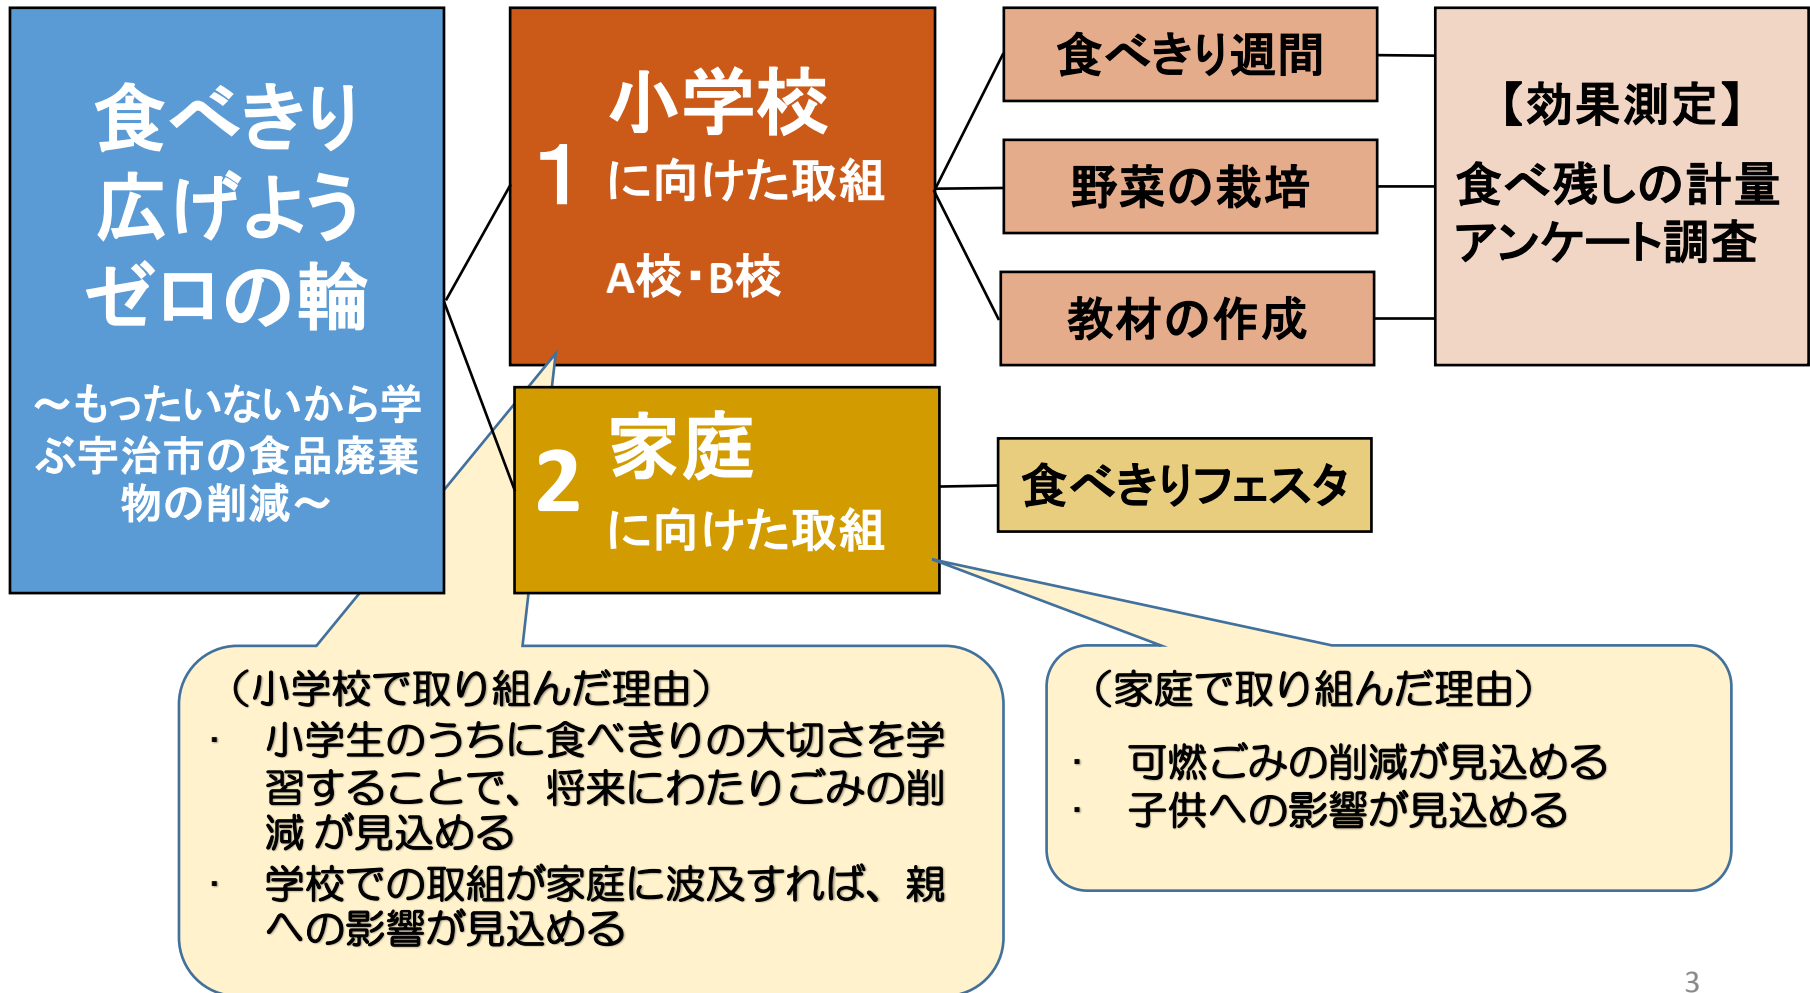 食べきり
広げよう
ゼロの輪
～もったいないから学
ぶ宇治市の食品廃棄
物の削減～
1
小学校
に向けた取組
A校・B校
食べきり週間
野菜の栽培
教材の作成
【効果測定】
食べ残しの計量
アンケート調査
2
家庭
に向けた取組
食べきりフェスタ
（小学校で取り組んだ理由）
・ 小学生のうちに食べきりの大切さを学
習することで、将来にわたりごみの削
減 が見込める
・ 学校での取組が家庭に波及すれば、親
への影響が見込める
（家庭で取り組んだ理由）
・ 可燃ごみの削減が見込める
・ 子供への影響が見込める
3